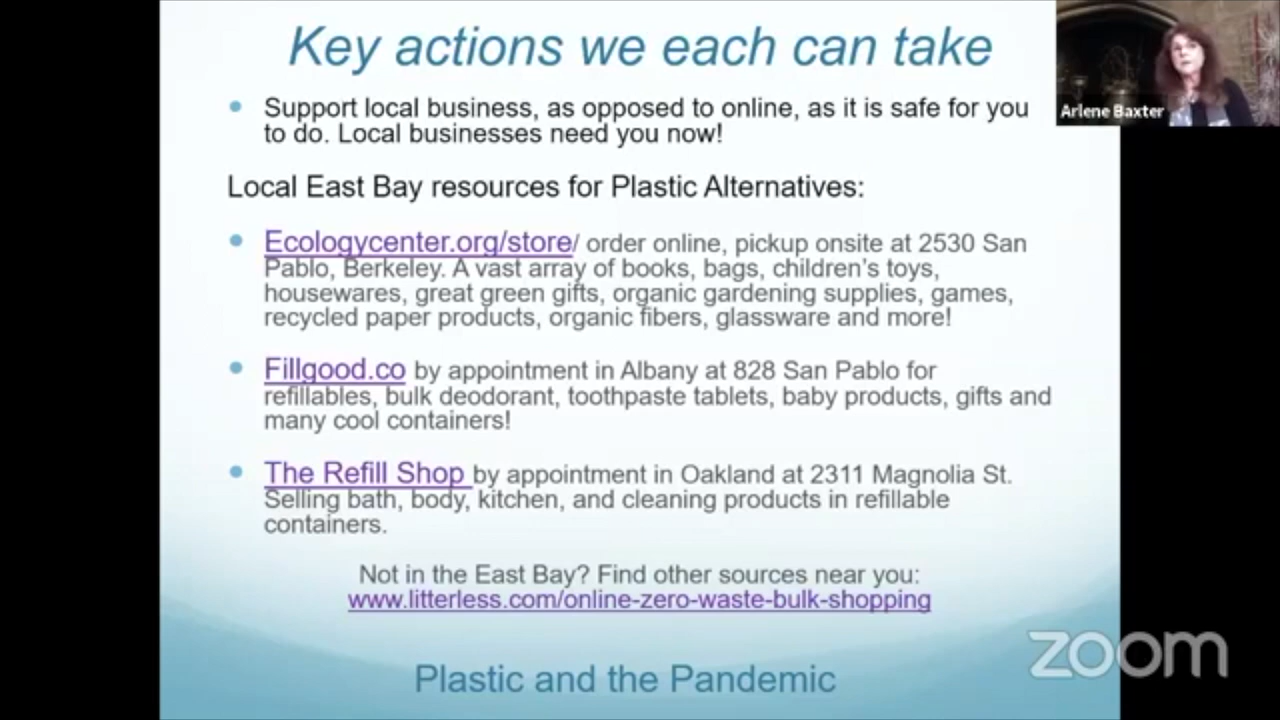 Key actions we each can take
Support local business, as opposed to online, as it is safe for you
to do. Local businesses need you now!
Arlene Baxter
Local East Bay resources for Plastic Alternatives:
Ecologycenter.org/store/ order online, pickup onsite at 2530 San
Pablo, Berkeley. A vast array of books, bags, children's toys,
housewares, great green gifts, organic gardening supplies, games,
recycled paper products, organic fibers, glassware and more!
Fillgood.co by appointment in Albany at 828 San Pablo for
refillables, bulk deodorant, toothpaste tablets, baby products, gifts and
many cool containers!
The Refill Shop by appointment in Oakland at 2311 Magnolia St.
Selling bath, body, kitchen, and cleaning products in refillable
containers.
Not in the East Bay? Find other sources near you:
www.litterless.com/online-zero-waste-bulk-shopping
zoom
Plastic and the Pandemic